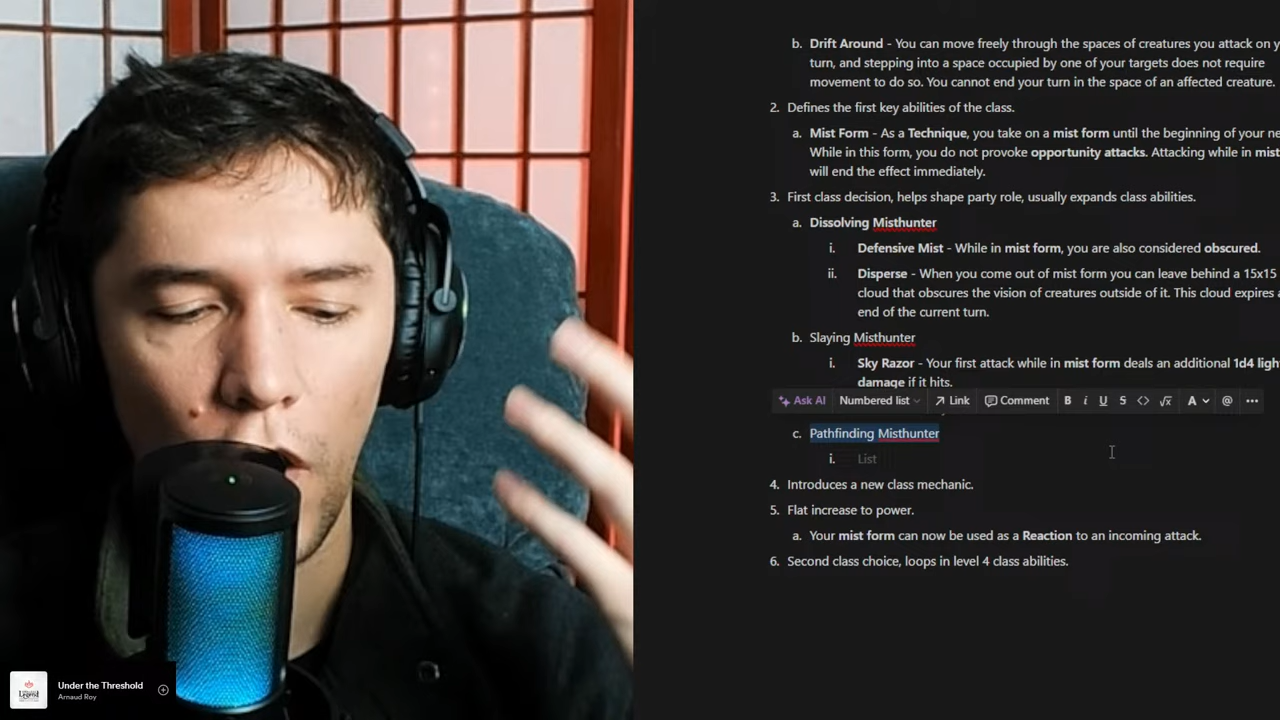 b. Drift Around - You can move freely through the spaces of creatures you attack on y
turn, and stepping into a space occupied by one of your targets does not require
movement to do so. You cannot end your turn in the space of an affected creature.
2. Defines the first key abilities of the class.
a. Mist Form - As a Technique, you take on a mist form until the beginning of your ne
While in this form, you do not provoke opportunity attacks. Attacking while in mist
will end the effect immediately.
3. First class decision, helps shape party role, usually expands class abilities.
a. Dissolving Misthunter
i. Defensive Mist - While in mist form, you are also considered obscured.
ii. Disperse - When you come out of mist form you can leave behind a 15x15
cloud that obscures the vision of creatures outside of it. This cloud expires a
end of the current turn.
b. Slaying Misthunter
i. Sky Razor - Your first attack while in mist form deals an additional 1d4 ligh
damage if it hits.
Ask AI Numbered list Link Comment B i U S <> √x A @ •••
c. Pathfinding Misthunter
i. List
4. Introduces a new class mechanic.
5. Flat increase to power.
a. Your mist form can now be used as a Reaction to an incoming attack.
6. Second class choice, loops in level 4 class abilities.
Legend
Under the Threshold
Arnaud Roy